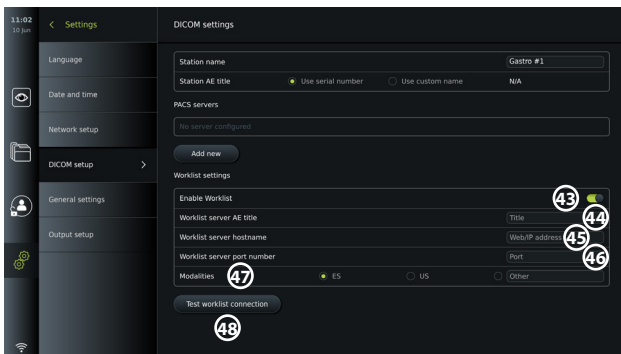 11:02
10 Jun
Settings
DICOM settings
Language
Date and time
Network setup
DICOM setup
General settings
Output setup
Station name
Gastro #1
Station AE title
Use serial number
Use custom name
N/A
PACS servers
No server configured
Add new
Worklist settings
Enable Worklist
43
Worklist server AE title
Title
44
Worklist server hostname
Web/IP address
45
Worklist server port number
Port
46
Modalities
47
ES
US
Other
Test worklist connection
48